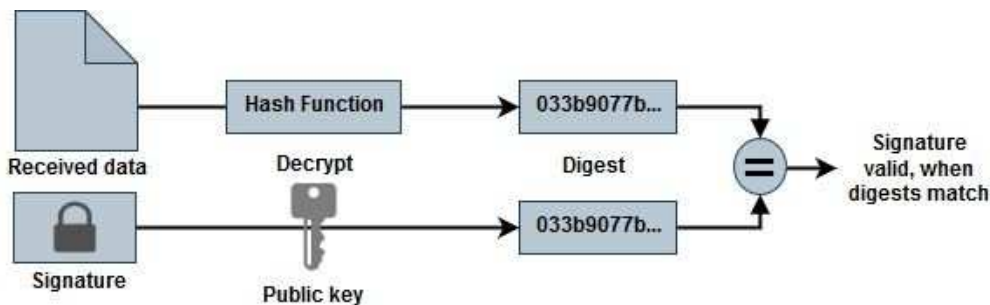 Received data
Hash Function
033b9077b...
Decrypt
Digest
Signature
valid, when
digests match
033b9077b...
Signature
Public key